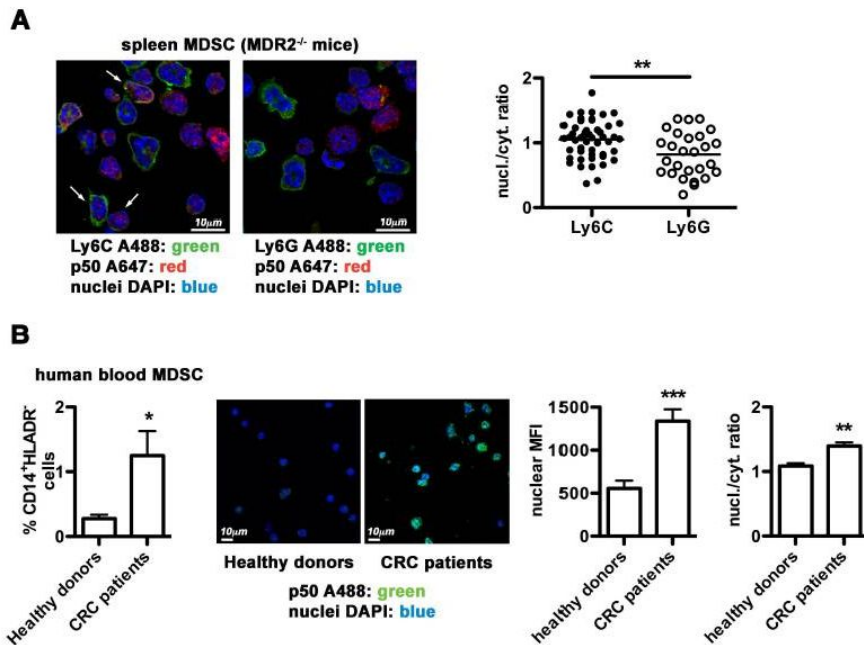 A
spleen MDSC (MDR2-/- mice)
10μm
10μm
Ly6C A488: green
p50 A647: red
nuclei DAPI: blue
Ly6G A488: green
p50 A647: red
nuclei DAPI: blue
**
nucl./cyt. ratio
2
1
0
Ly6C
Ly6G
B
human blood MDSC
% CD14+HLADR-
cells
2
1
0
*
Healthy donors
CRC patients
10μm
10μm
Healthy donors
CRC patients
p50 A488: green
nuclei DAPI: blue
nuclear MFI
1500
1000
500
0
***
healthy donors
CRC patients
nucl./cyt. ratio
2
1
0
**
healthy donors
CRC patients